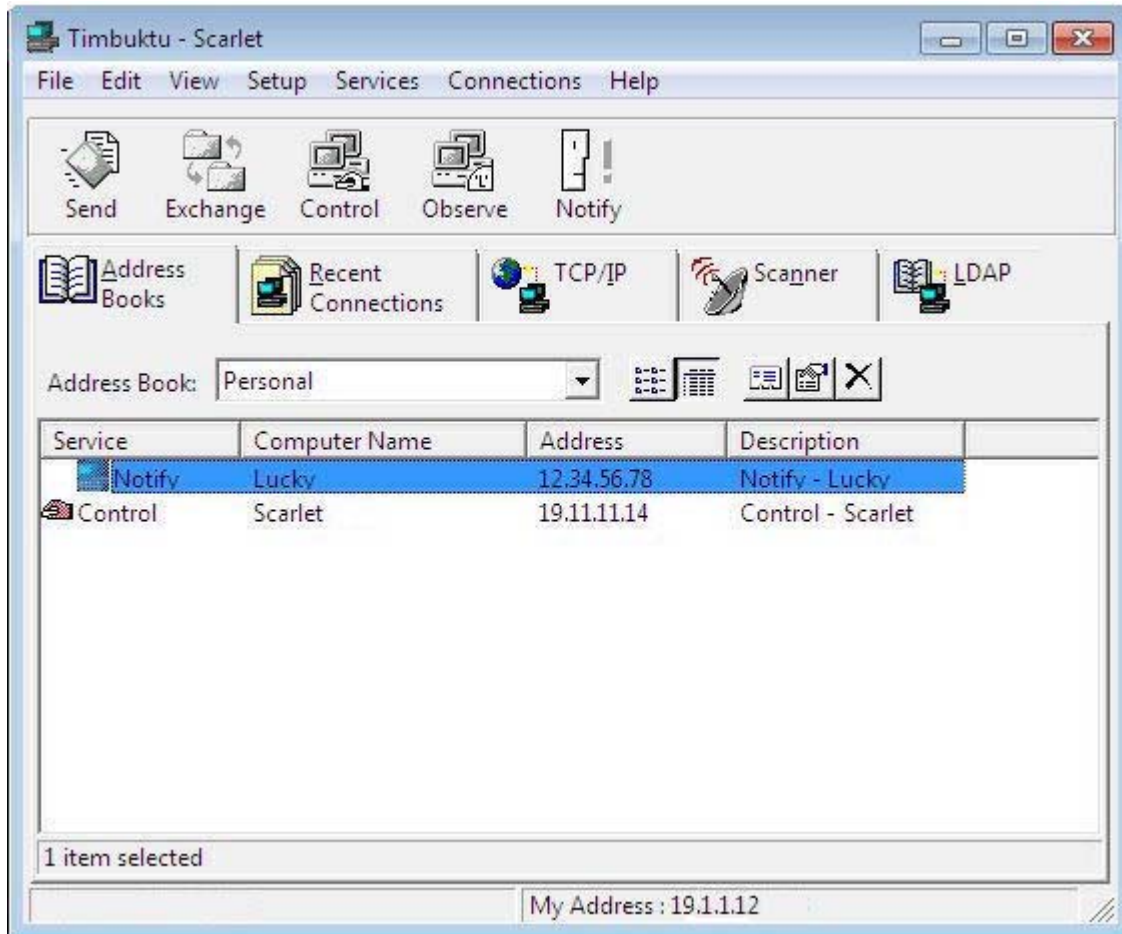 Timbuktu - Scarlet
File Edit View Setup Services Connections Help
Send Exchange Control Observe Notify
Address Books Recent Connections TCP/IP Scanner LDAP
Address Book: Personal
Service Computer Name Address Description
Notify Lucky 12.34.56.78 Notify - Lucky
Control Scarlet 19.11.11.14 Control - Scarlet
1 item selected
My Address : 19.1.1.12